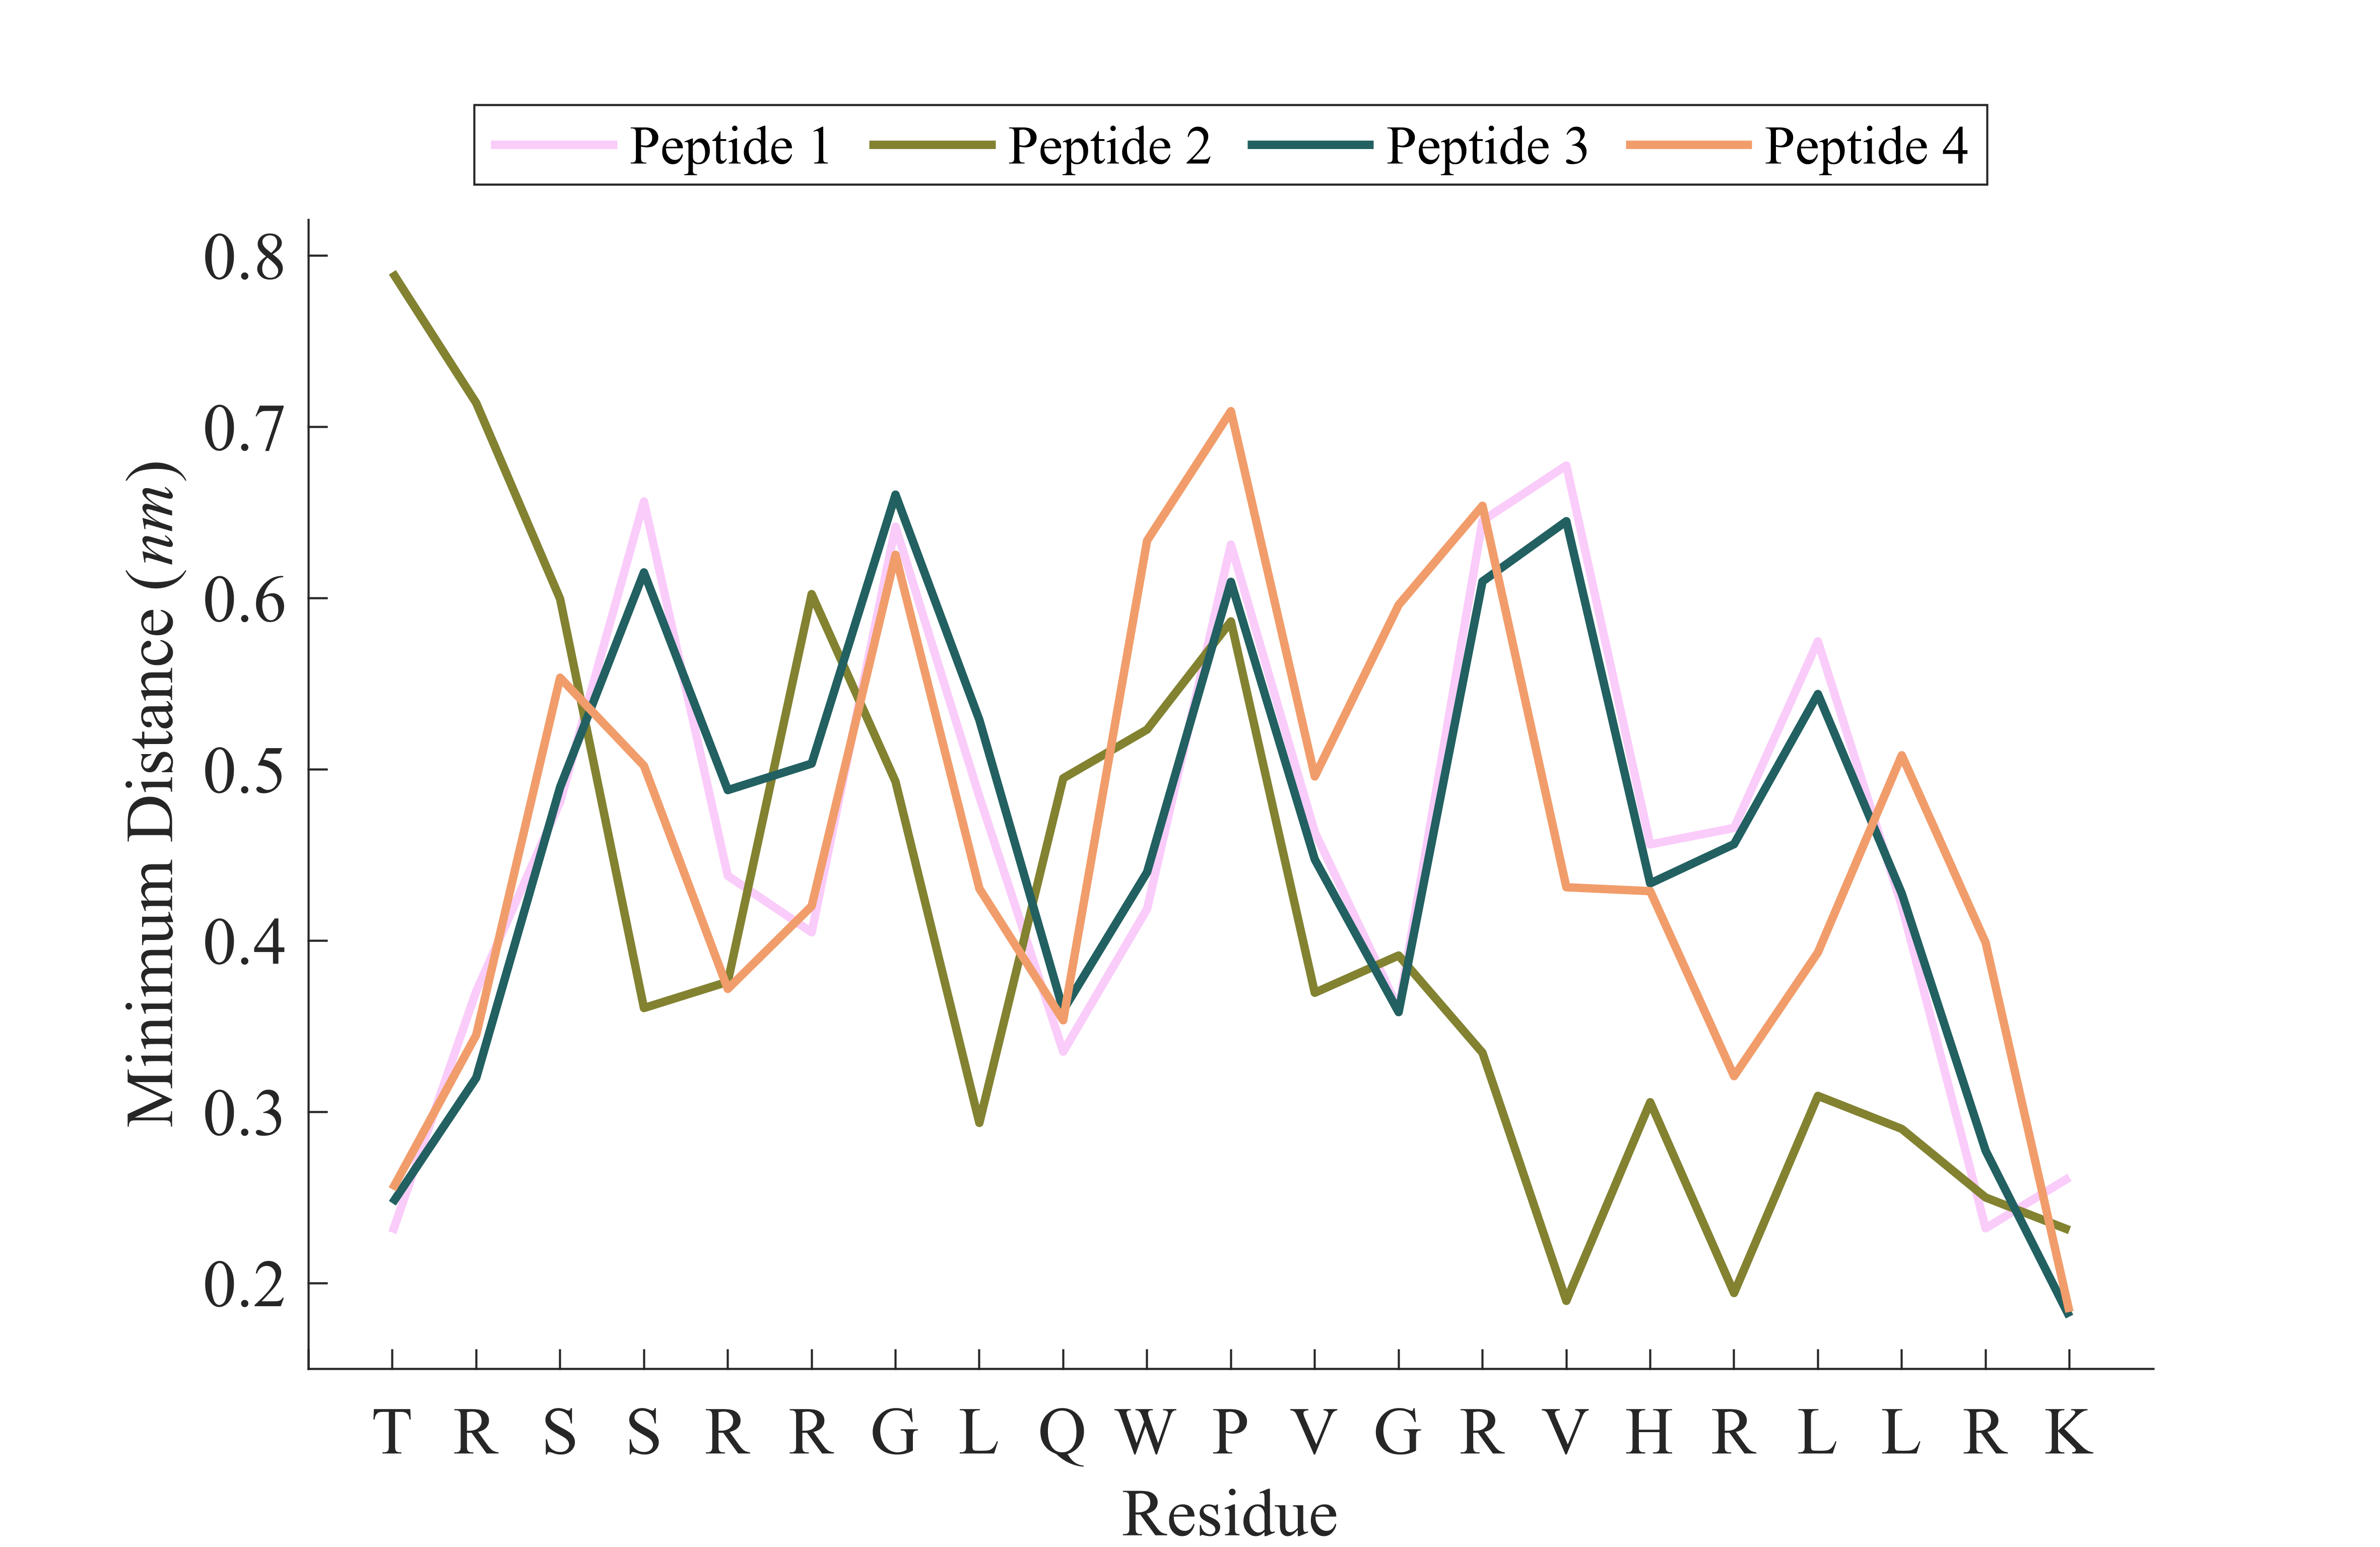 Peptide 1 Peptide 2 Peptide 3 Peptide 4
0.8
0.7
0.6
0.5
0.4
0.3
0.2
Minimum Distance (nm)
T R S S R R G L Q W P V G R V H R L L R K
Residue